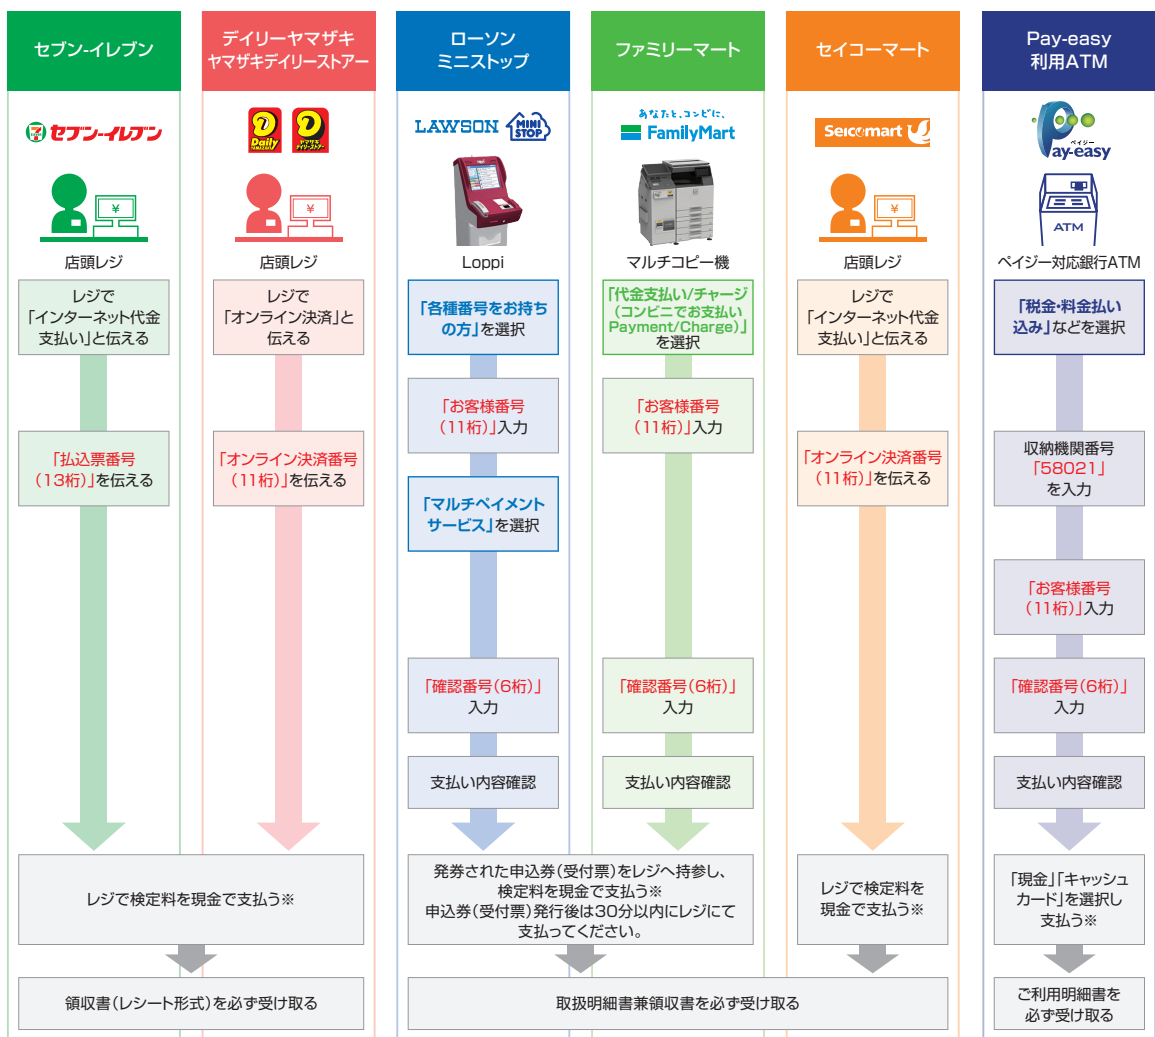 セブン-イレブン
セブン-イレブン
¥
店頭レジ
レジで
「インターネット代金
支払い」と伝える
「払込票番号
(13桁)」を伝える
デイリーヤマザキ
ヤマザキデイリーストアー
Daily
YAMAZAKI
ヤマザキ
デイリーストアー
¥
店頭レジ
レジで
「オンライン決済」と
伝える
「オンライン決済番号
(11桁)」を伝える
レジで検定料を現金で支払う※
領収書(レシート形式)を必ず受け取る
ローソン
ミニストップ
LAWSON
MINI
STOP
Loppi
「各種番号をお持ち
の方」を選択
「お客様番号
(11桁)」入力
「マルチペイメント
サービス」を選択
「確認番号(6桁)」
入力
支払い内容確認
ファミリーマート
あなたと、コンビに、
FamilyMart
マルチコピー機
「代金支払い/チャージ
(コンビニでお支払い
Payment/Charge)」
を選択
「お客様番号
(11桁)」入力
「確認番号(6桁)」
入力
支払い内容確認
発券された申込券(受付票)をレジへ持参し、
検定料を現金で支払う※
申込券(受付票)発行後は30分以内にレジにて
支払ってください。
セイコーマート
Seicomart
¥
店頭レジ
レジで
「インターネット代金
支払い」と伝える
「オンライン決済番号
(11桁)」を伝える
レジで検定料を
現金で支払う※
取扱明細書兼領収書を必ず受け取る
Pay-easy
利用ATM
ペイジー
Pay-easy
ATM
ペイジー対応銀行ATM
「税金・料金払い
込み」などを選択
収納機関番号
「58021」
を入力
「お客様番号
(11桁)」入力
「確認番号(6桁)」
入力
支払い内容確認
「現金」「キャッシュ
カード」を選択し
支払う※
ご利用明細書を
必ず受け取る